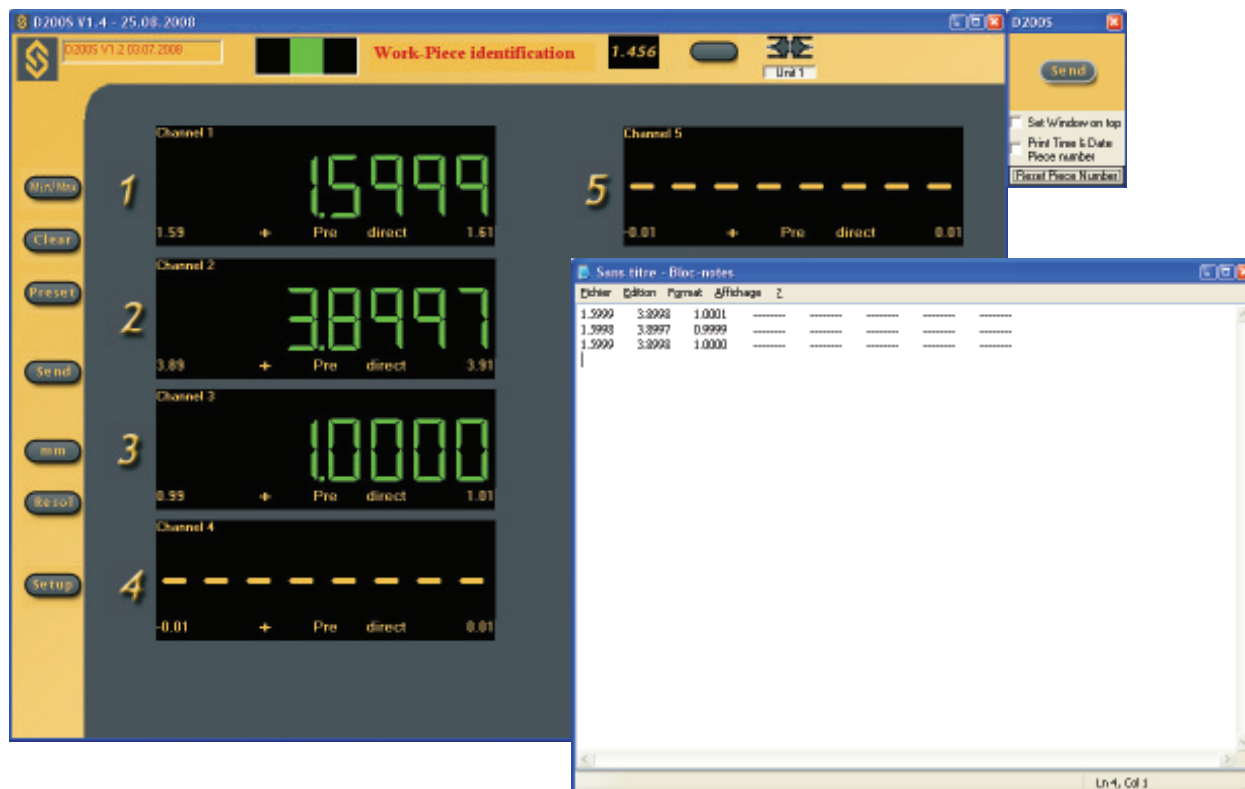 D200S V1.4 - 25.08.2008
D200S V1.2 03.07.2008
Work-Piece identification
1.456
Unit 1
Min/Max
Clear
Preset
Send
mm
Resol
Setup
1
Channel 1
1.5999
1.59 + Pre direct 1.61
2
Channel 2
3.8997
3.89 + Pre direct 3.91
3
Channel 3
1.0000
0.99 + Pre direct 1.01
4
Channel 4
- - - - - - - -
-0.01 + Pre direct 0.01
5
Channel 5
- - - - - - - -
-0.01 + Pre direct 0.01
D200S
Send
Set Window on top
Print Time & Date
Piece number
Reset Piece Number
Sans titre - Bloc-notes
Fichier Edition Format Affichage ?
1.5999 3.8998 1.0001 -------- -------- -------- -------- --------
1.5998 3.8997 0.9999 -------- -------- -------- -------- --------
1.5999 3.8998 1.0000 -------- -------- -------- -------- --------
Ln 4, Col 1